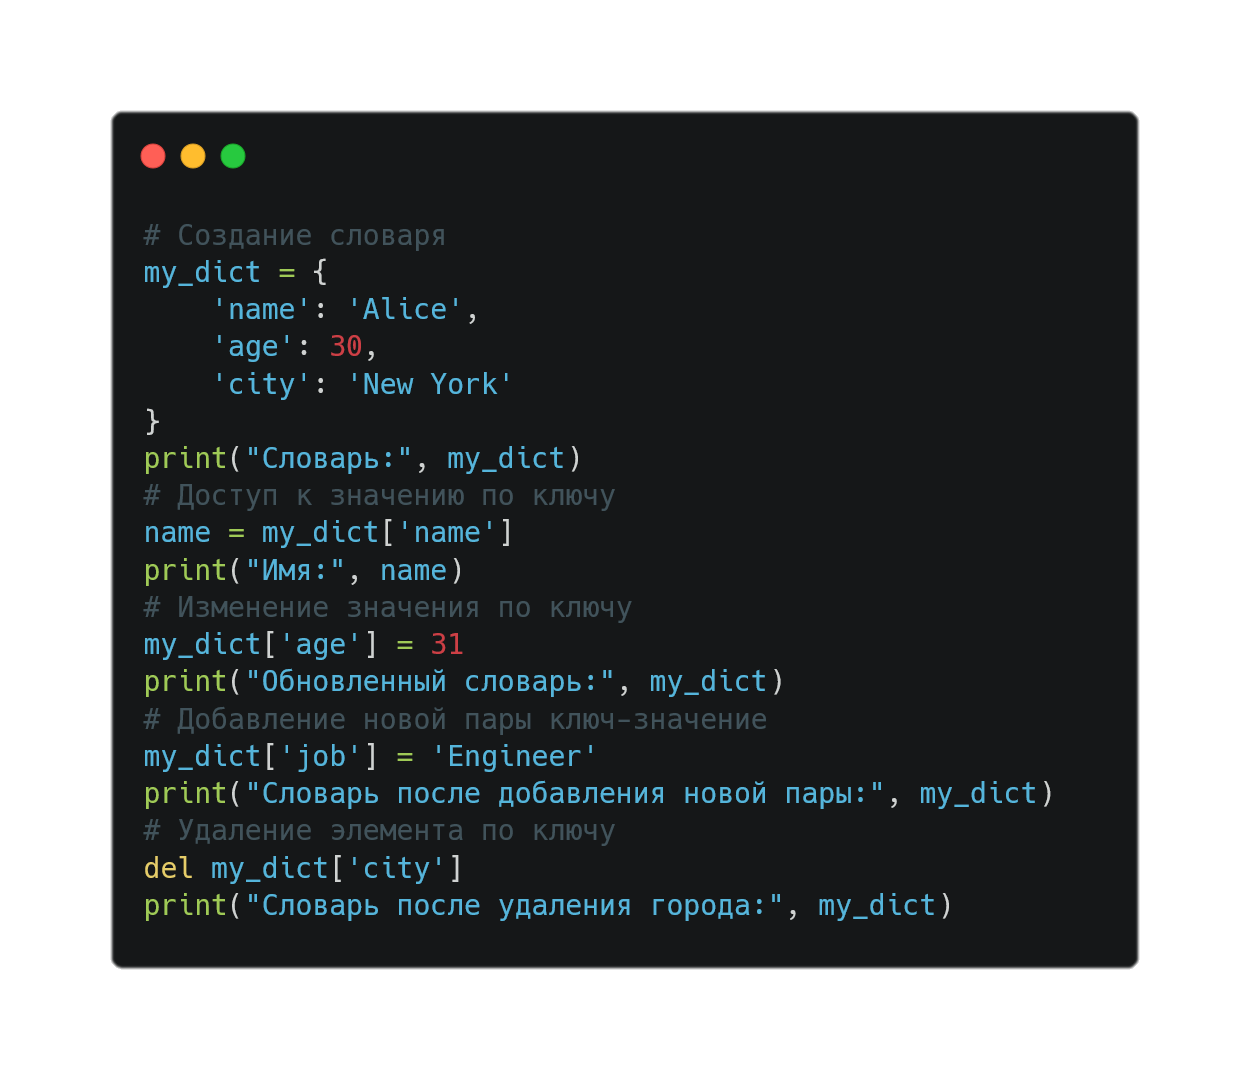 # Создание словаря
my_dict = {
    'name': 'Alice',
    'age': 30,
    'city': 'New York'
}
print("Словарь:", my_dict)
# Доступ к значению по ключу
name = my_dict['name']
print("Имя:", name)
# Изменение значения по ключу
my_dict['age'] = 31
print("Обновленный словарь:", my_dict)
# Добавление новой пары ключ-значение
my_dict['job'] = 'Engineer'
print("Словарь после добавления новой пары:", my_dict)
# Удаление элемента по ключу
del my_dict['city']
print("Словарь после удаления города:", my_dict)